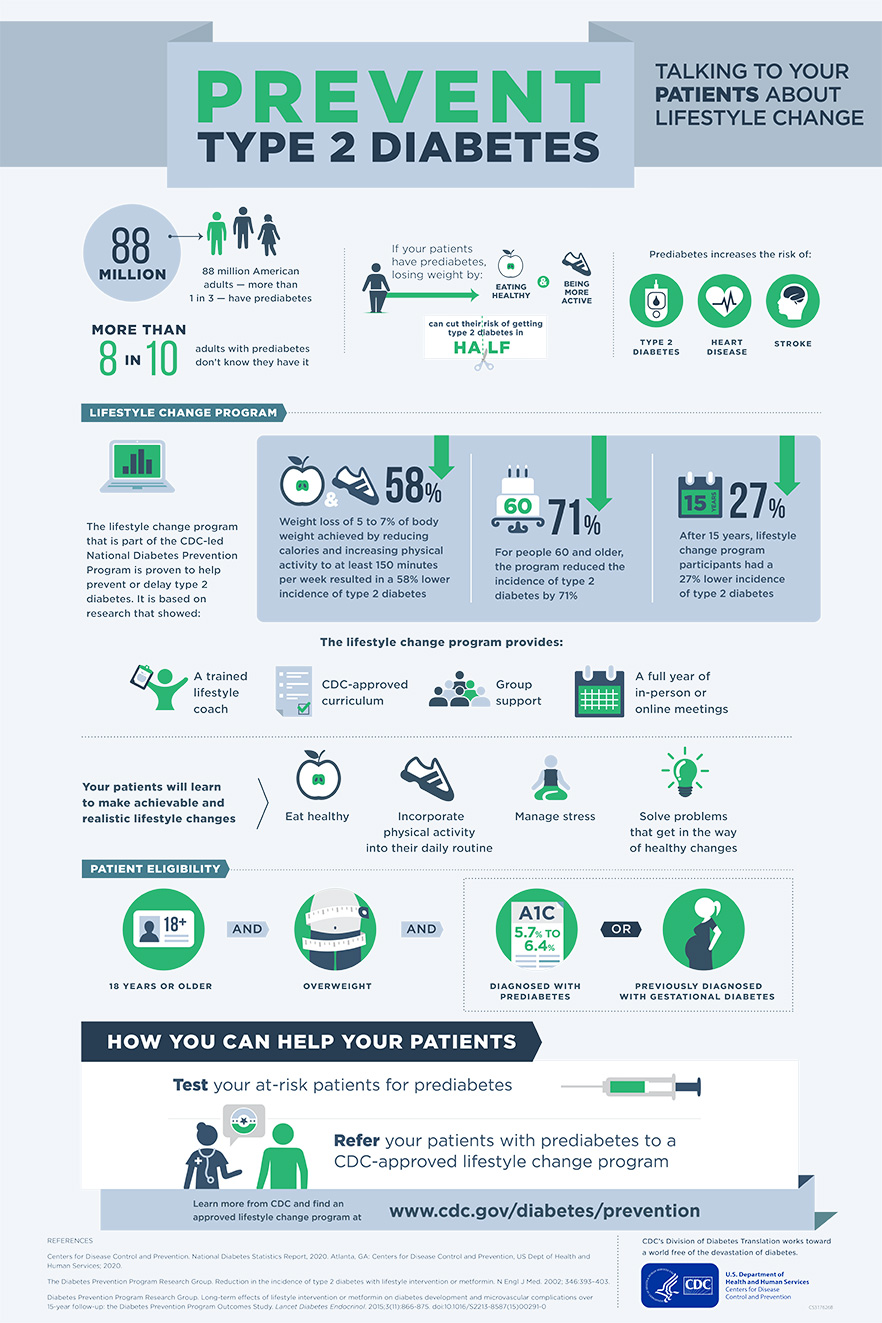 PREVENT
TYPE 2 DIABETES
TALKING TO YOUR
PATIENTS ABOUT
LIFESTYLE CHANGE
88
MILLION
88 million American
adults — more than
1 in 3 — have prediabetes
MORE THAN
8 IN 10
adults with prediabetes
don't know they have it
If your patients
have prediabetes,
losing weight by:
EATING
HEALTHY
&
BEING
MORE
ACTIVE
can cut their risk of getting
type 2 diabetes in
HALF
Prediabetes increases the risk of:
TYPE 2
DIABETES
HEART
DISEASE
STROKE
LIFESTYLE CHANGE PROGRAM
The lifestyle change program
that is part of the CDC-led
National Diabetes Prevention
Program is proven to help
prevent or delay type 2
diabetes. It is based on
research that showed:
&
58%
Weight loss of 5 to 7% of body
weight achieved by reducing
calories and increasing physical
activity to at least 150 minutes
per week resulted in a 58% lower
incidence of type 2 diabetes
60
71%
For people 60 and older,
the program reduced the
incidence of type 2
diabetes by 71%
15 YEARS
27%
After 15 years, lifestyle
change program
participants had a
27% lower incidence
of type 2 diabetes
The lifestyle change program provides:
A trained
lifestyle
coach
CDC-approved
curriculum
Group
support
A full year of
in-person or
online meetings
Your patients will learn
to make achievable and
realistic lifestyle changes
Eat healthy
Incorporate
physical activity
into their daily routine
Manage stress
Solve problems
that get in the way
of healthy changes
PATIENT ELIGIBILITY
18+
18 YEARS OR OLDER
AND
OVERWEIGHT
AND
A1C
5.7% TO
6.4%
DIAGNOSED WITH
PREDIABETES
OR
PREVIOUSLY DIAGNOSED
WITH GESTATIONAL DIABETES
HOW YOU CAN HELP YOUR PATIENTS
Test your at-risk patients for prediabetes
Refer your patients with prediabetes to a
CDC-approved lifestyle change program
Learn more from CDC and find an
approved lifestyle change program at
www.cdc.gov/diabetes/prevention
REFERENCES
Centers for Disease Control and Prevention. National Diabetes Statistics Report, 2020. Atlanta, GA: Centers for Disease Control and Prevention, US Dept of Health and
Human Services; 2020.
The Diabetes Prevention Program Research Group. Reduction in the incidence of type 2 diabetes with lifestyle intervention or metformin. N Engl J Med. 2002; 346:393-403.
Diabetes Prevention Program Research Group. Long-term effects of lifestyle intervention or metformin on diabetes development and microvascular complications over
15-year follow-up: the Diabetes Prevention Program Outcomes Study. Lancet Diabetes Endocrinol. 2015;3(11):866-875. doi:10.1016/S2213-8587(15)00291-0
CDC's Division of Diabetes Translation works toward
a world free of the devastation of diabetes.
CDC
U.S. Department of
Health and Human Services
Centers for Disease
Control and Prevention